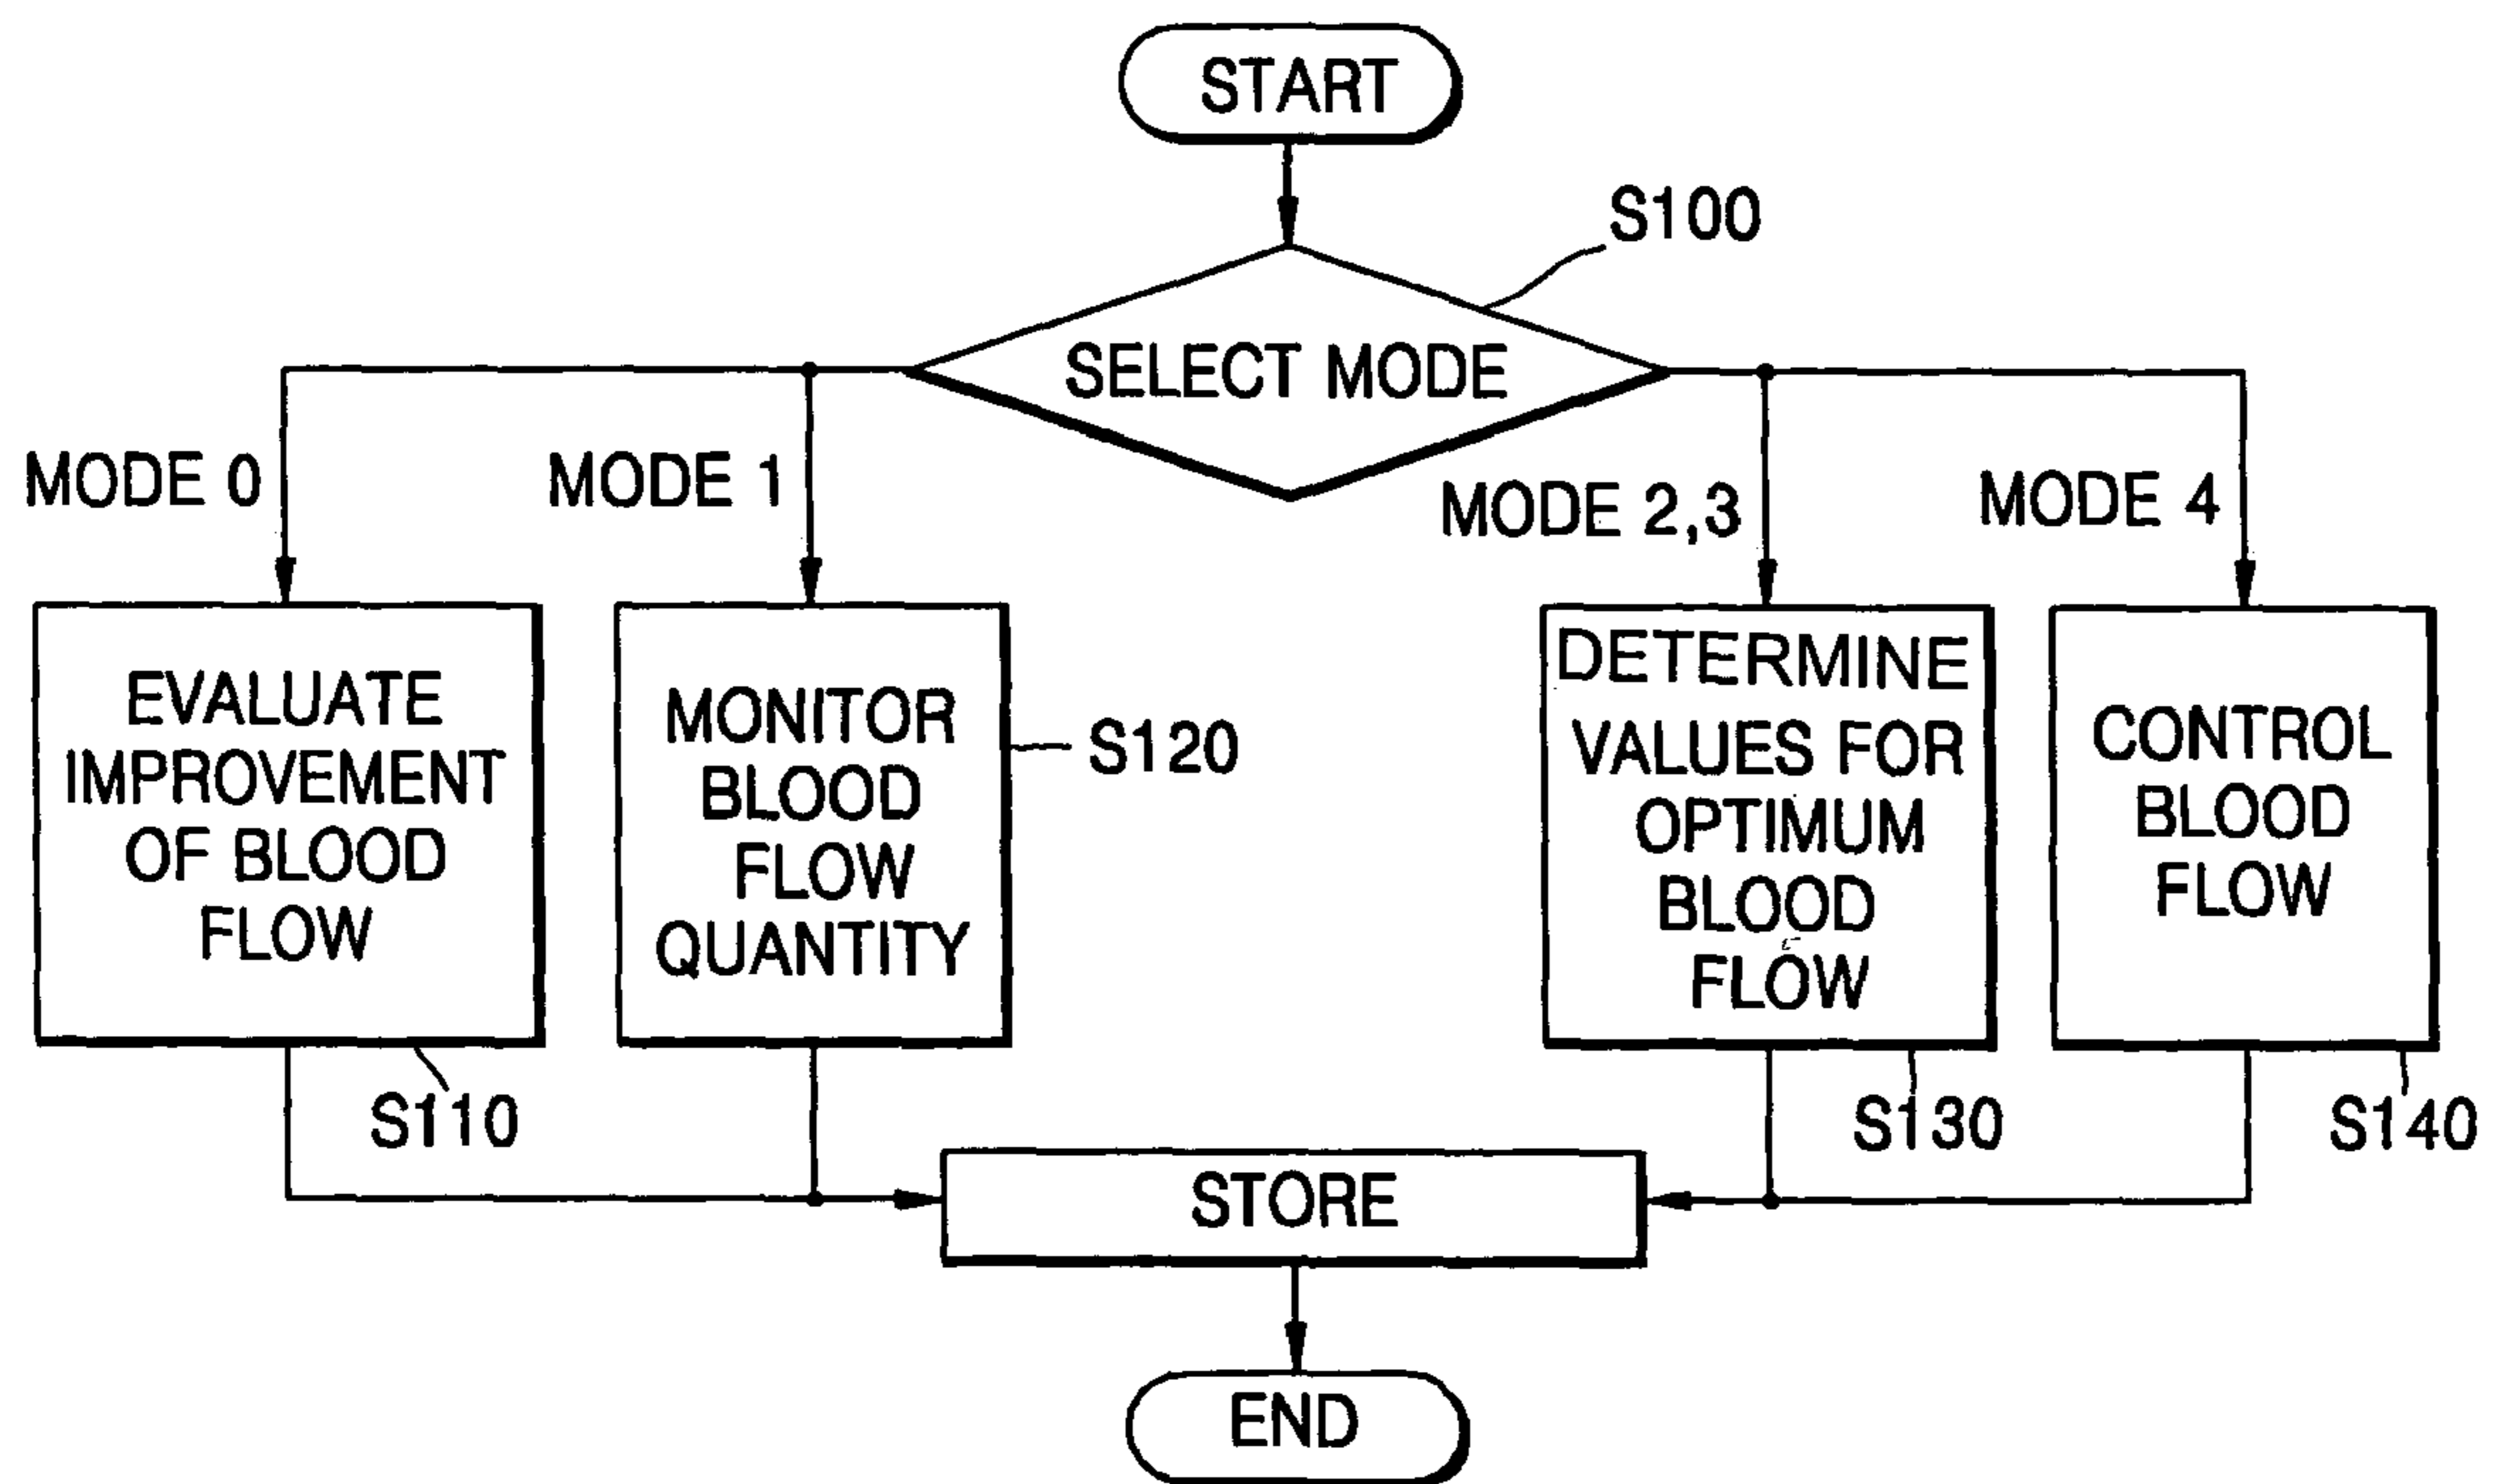 START
S100
SELECT MODE
MODE 0
MODE 1
MODE 2,3
MODE 4
EVALUATE
IMPROVEMENT
OF BLOOD
FLOW
S110
MONITOR
BLOOD
FLOW
QUANTITY
S120
DETERMINE
VALUES FOR
OPTIMUM
BLOOD
FLOW
S130
CONTROL
BLOOD
FLOW
S140
STORE
END